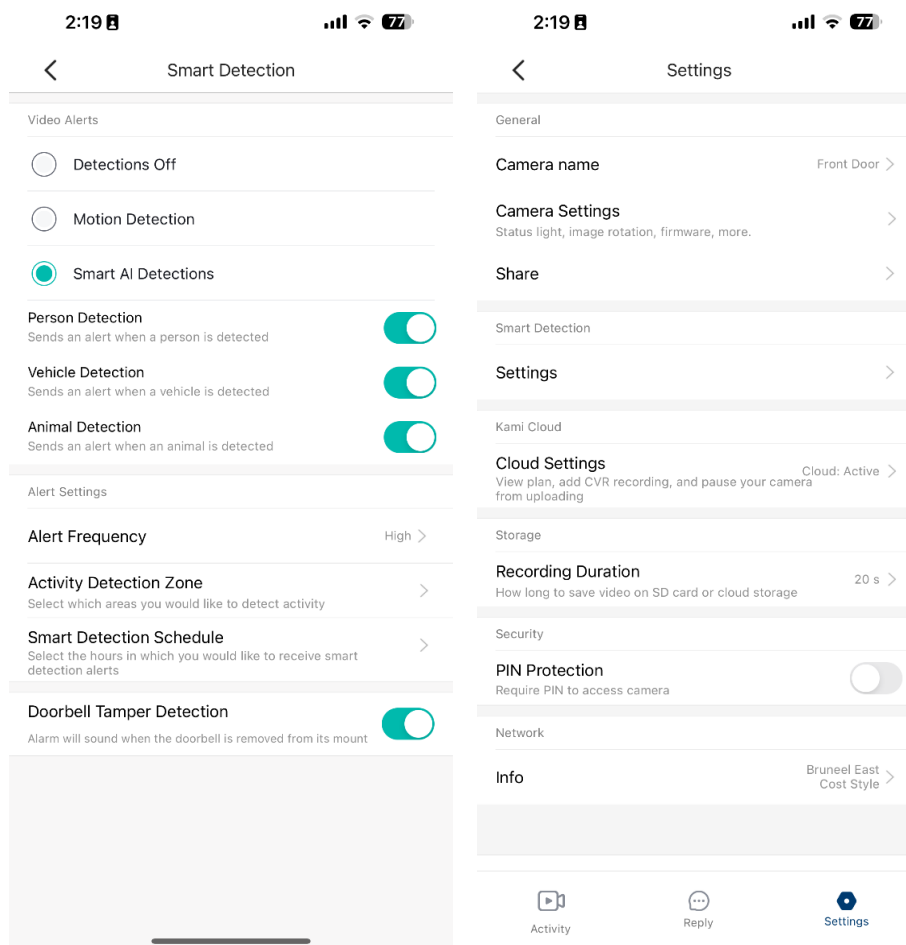 2:19
77
Smart Detection
Video Alerts
Detections Off
Motion Detection
Smart AI Detections
Person Detection
Sends an alert when a person is detected
Vehicle Detection
Sends an alert when a vehicle is detected
Animal Detection
Sends an alert when an animal is detected
Alert Settings
Alert Frequency
High
Activity Detection Zone
Select which areas you would like to detect activity
Smart Detection Schedule
Select the hours in which you would like to receive smart
detection alerts
Doorbell Tamper Detection
Alarm will sound when the doorbell is removed from its mount
2:19
77
Settings
General
Camera name
Front Door
Camera Settings
Status light, image rotation, firmware, more.
Share
Smart Detection
Settings
Kami Cloud
Cloud Settings
Cloud: Active
View plan, add CVR recording, and pause your camera
from uploading
Storage
Recording Duration
20 s
How long to save video on SD card or cloud storage
Security
PIN Protection
Require PIN to access camera
Network
Info
Bruneel East
Cost Style
Activity
Reply
Settings